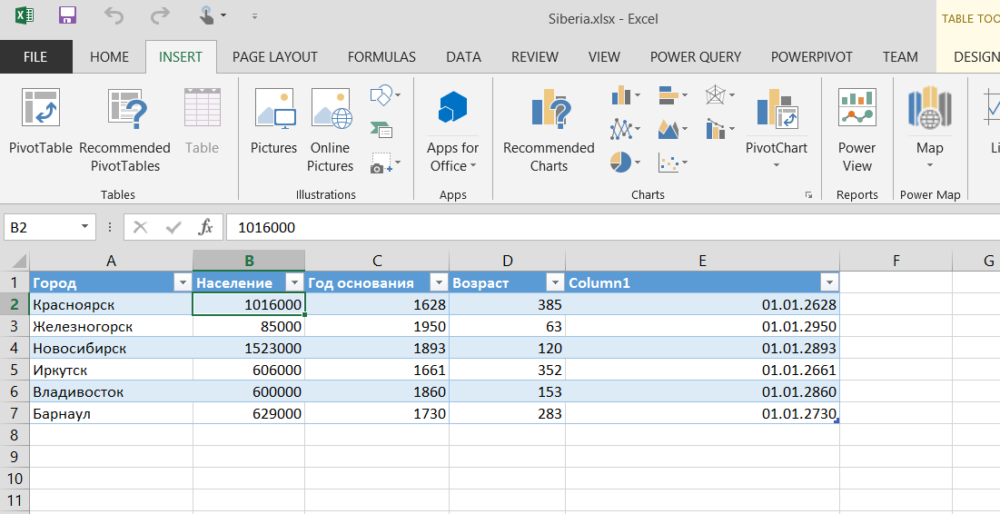 Siberia.xlsx - Excel
TABLE TOO
FILE HOME INSERT PAGE LAYOUT FORMULAS DATA REVIEW VIEW POWER QUERY POWERPIVOT TEAM DESIGN
PivotTable Recommended PivotTables Table
Pictures Online Pictures
Apps for Office
Recommended Charts
PivotChart
Power View
Map
Li
Tables Illustrations Apps Charts Reports Power Map
B2 fx 1016000
A B C D E F G
1 Город Население Год основания Возраст Column1
2 Красноярск 1016000 1628 385 01.01.2628
3 Железногорск 85000 1950 63 01.01.2950
4 Новосибирск 1523000 1893 120 01.01.2893
5 Иркутск 606000 1661 352 01.01.2661
6 Владивосток 600000 1860 153 01.01.2860
7 Барнаул 629000 1730 283 01.01.2730
8
9
10
11